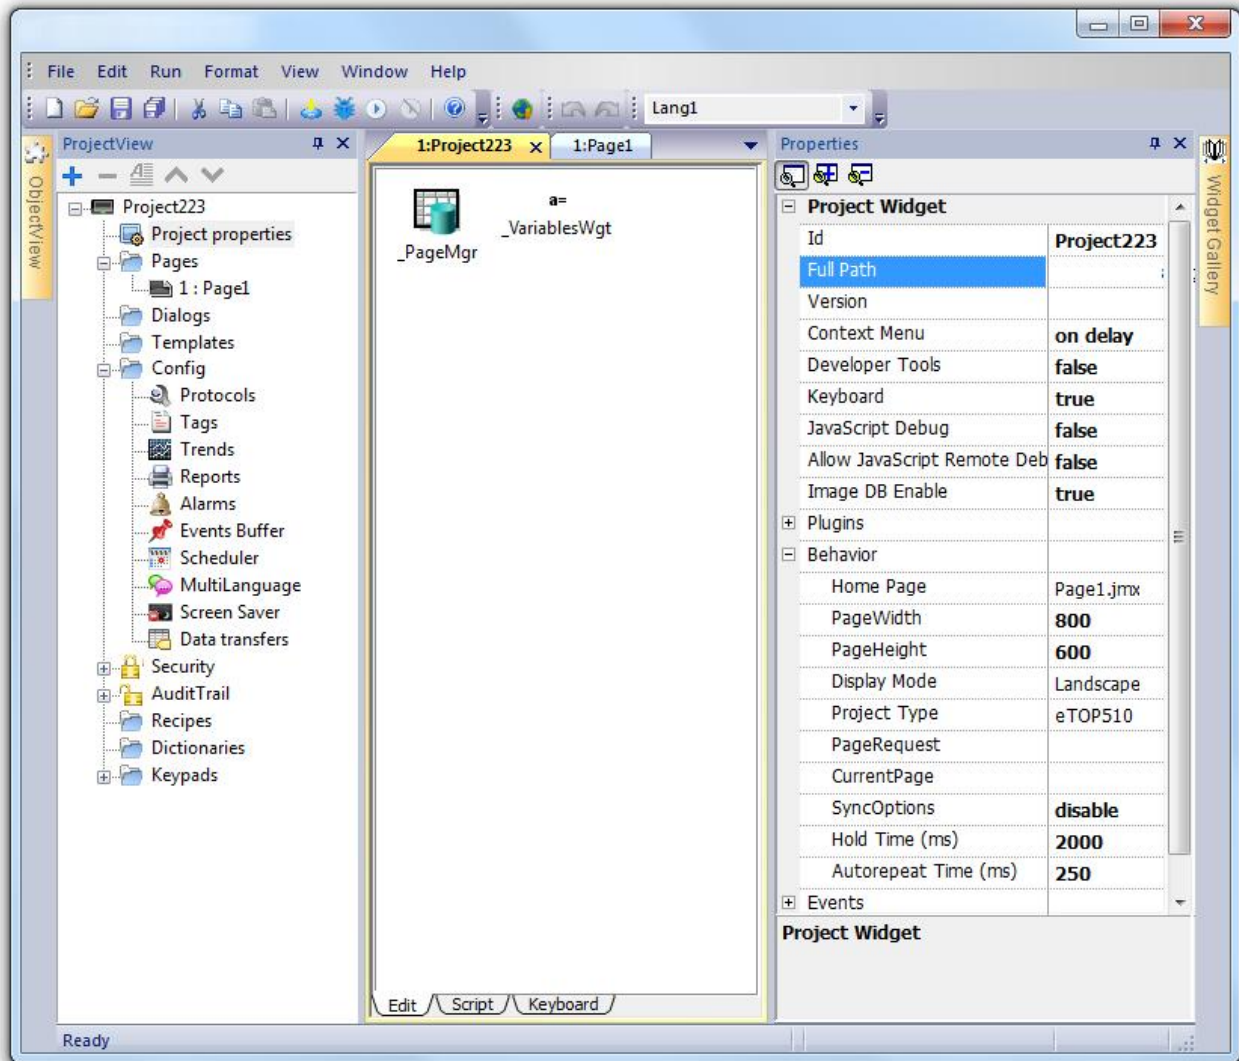 File Edit Run Format View Window Help
Lang1
ObjectView
ProjectView
Project223
Project properties
Pages
1 : Page1
Dialogs
Templates
Config
Protocols
Tags
Trends
Reports
Alarms
Events Buffer
Scheduler
MultiLanguage
Screen Saver
Data transfers
Security
AuditTrail
Recipes
Dictionaries
Keypads
1:Project223 1:Page1
_PageMgr
a=
_VariablesWgt
Edit Script Keyboard
Properties
Project Widget
Id Project223
Full Path
Version
Context Menu on delay
Developer Tools false
Keyboard true
JavaScript Debug false
Allow JavaScript Remote Deb false
Image DB Enable true
Plugins
Behavior
Home Page Page1.jmx
PageWidth 800
PageHeight 600
Display Mode Landscape
Project Type eTOP510
PageRequest
CurrentPage
SyncOptions disable
Hold Time (ms) 2000
Autorepeat Time (ms) 250
Events
Project Widget
Widget Gallery
Ready